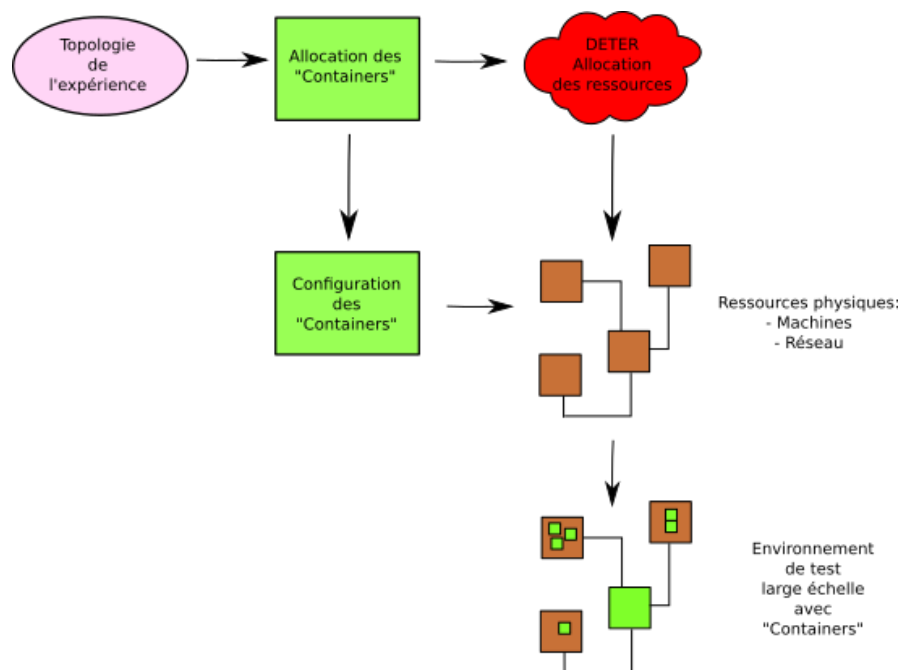 Topologie
de
l'expérience
Allocation des
"Containers"
DETER
Allocation
des ressources
Configuration
des
"Containers"
Ressources physiques:
- Machines
- Réseau
Environnement
de test
large échelle
avec
"Containers"